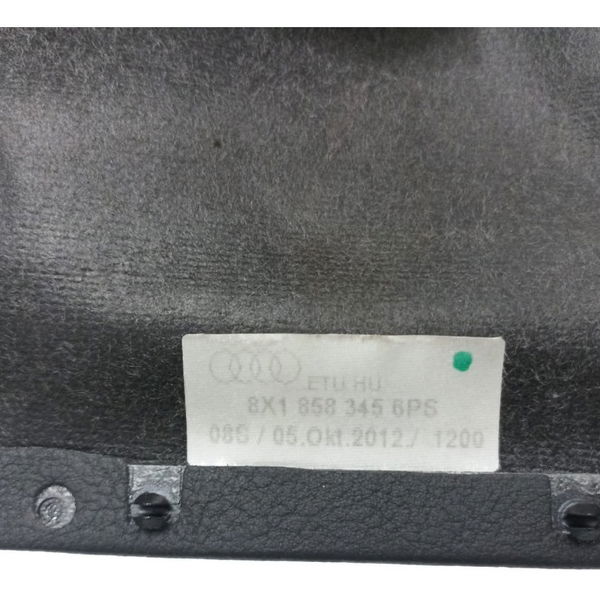 ETU HU
8X1 858 345 6PS
08S / 05.Okt.2012./ 1200